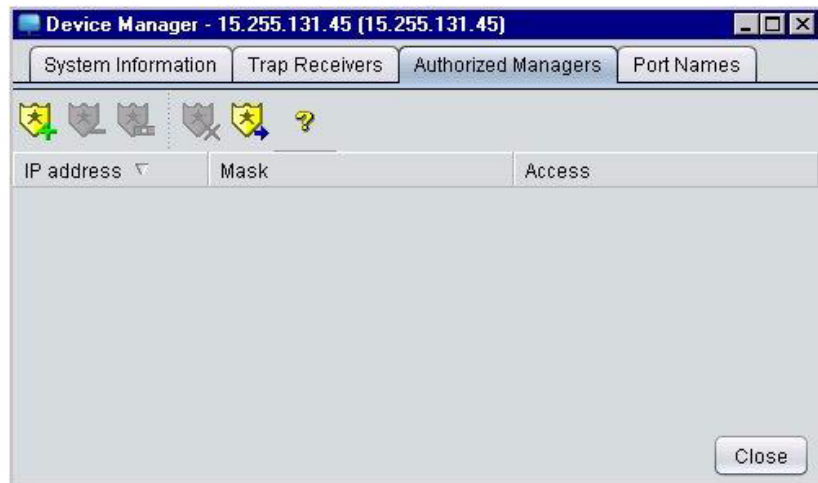 Device Manager - 15.255.131.45 (15.255.131.45)
System Information Trap Receivers Authorized Managers Port Names
?
IP address Mask Access
Close